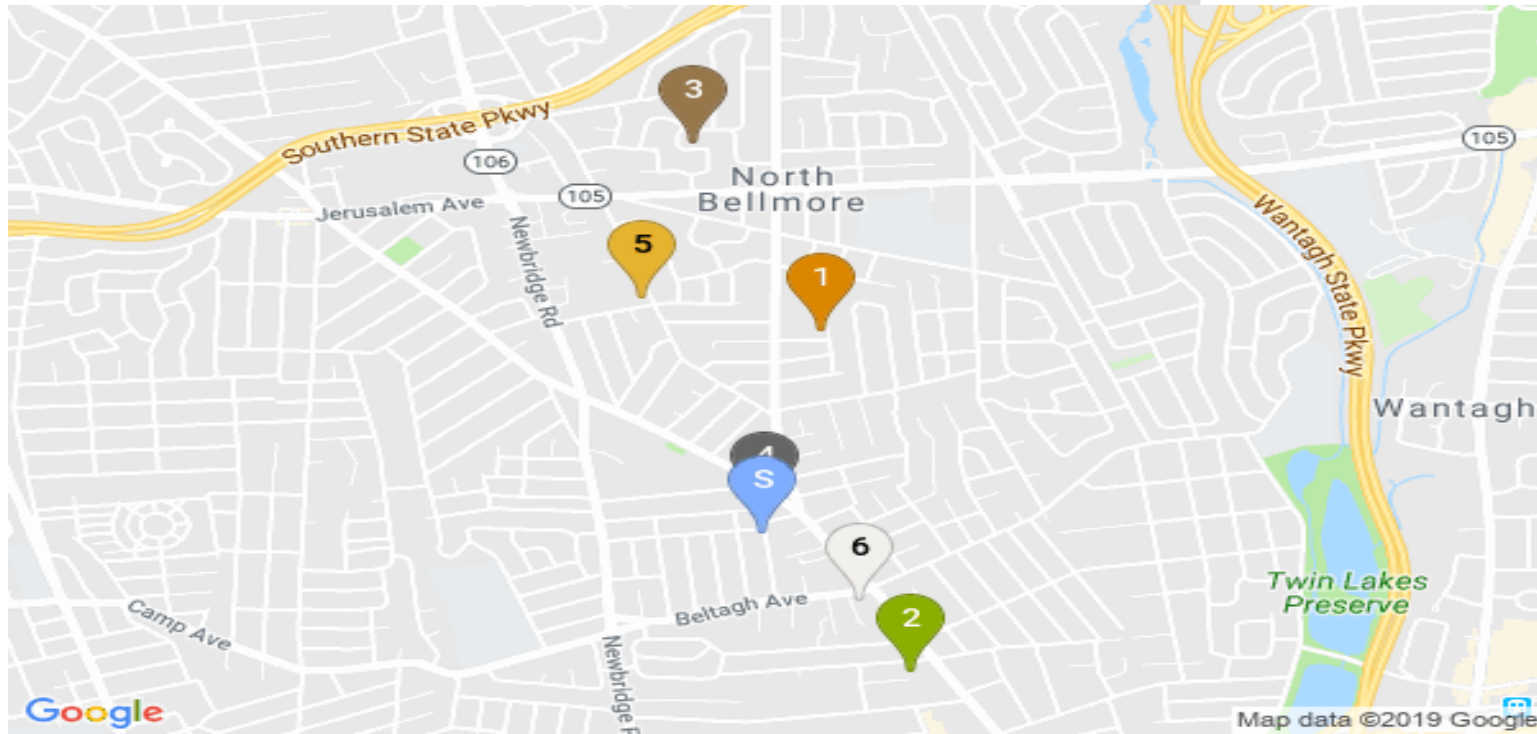 3
Southern State Pkwy
106
105
North
Bellmore
105
Jerusalem Ave
Newbridge Rd
5
1
Wantagh State Pkwy
Wantagh
4
S
6
Beltagh Ave
Twin Lakes
Preserve
2
Camp Ave
Newbridge R
Google
Map data ©2019 Google